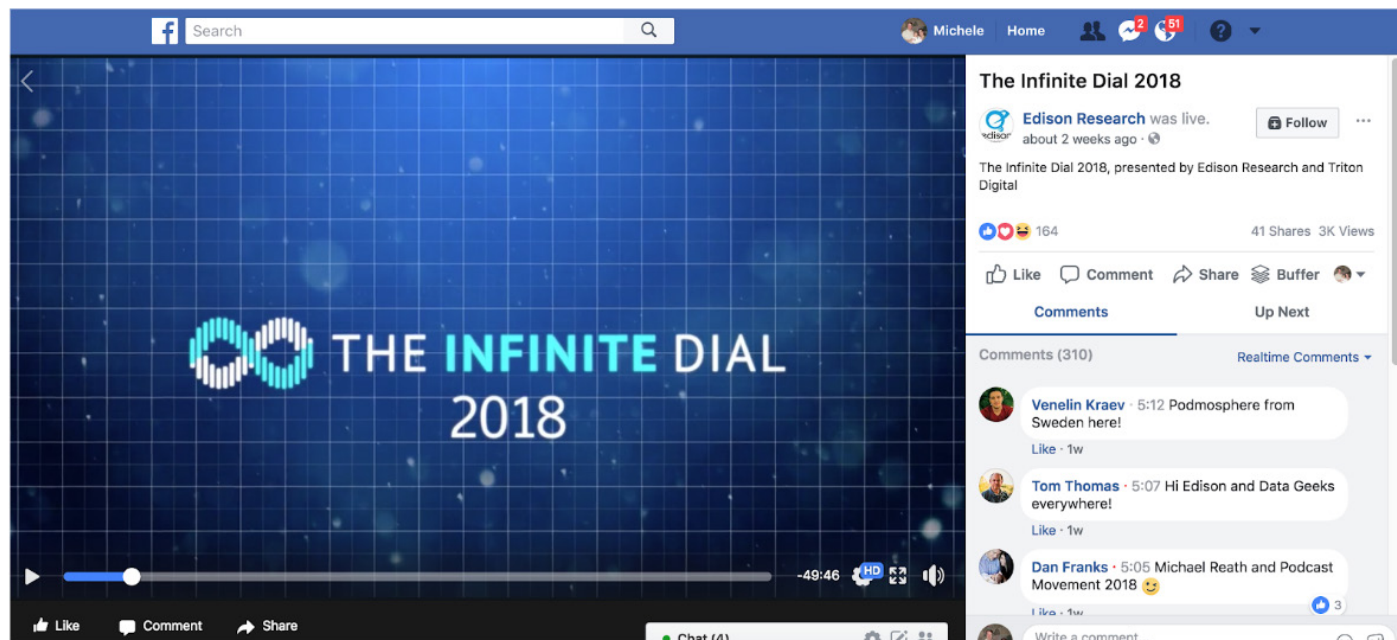 Search
Michele
Home
2
51
The Infinite Dial 2018
Edison Research was live.
Follow
about 2 weeks ago
The Infinite Dial 2018, presented by Edison Research and Triton
Digital
164
41 Shares 3K Views
Like
Comment
Share
Buffer
Comments
Up Next
Comments (310)
Realtime Comments
Venelin Kraev · 5:12 Podmosphere from
Sweden here!
Like · 1w
Tom Thomas · 5:07 Hi Edison and Data Geeks
everywhere!
Like · 1w
Dan Franks · 5:05 Michael Reath and Podcast
Movement 2018 😉
3
Like · 1w
Write a comment
THE INFINITE DIAL
2018
-49:46
HD
Like
Comment
Share
Chat (4)